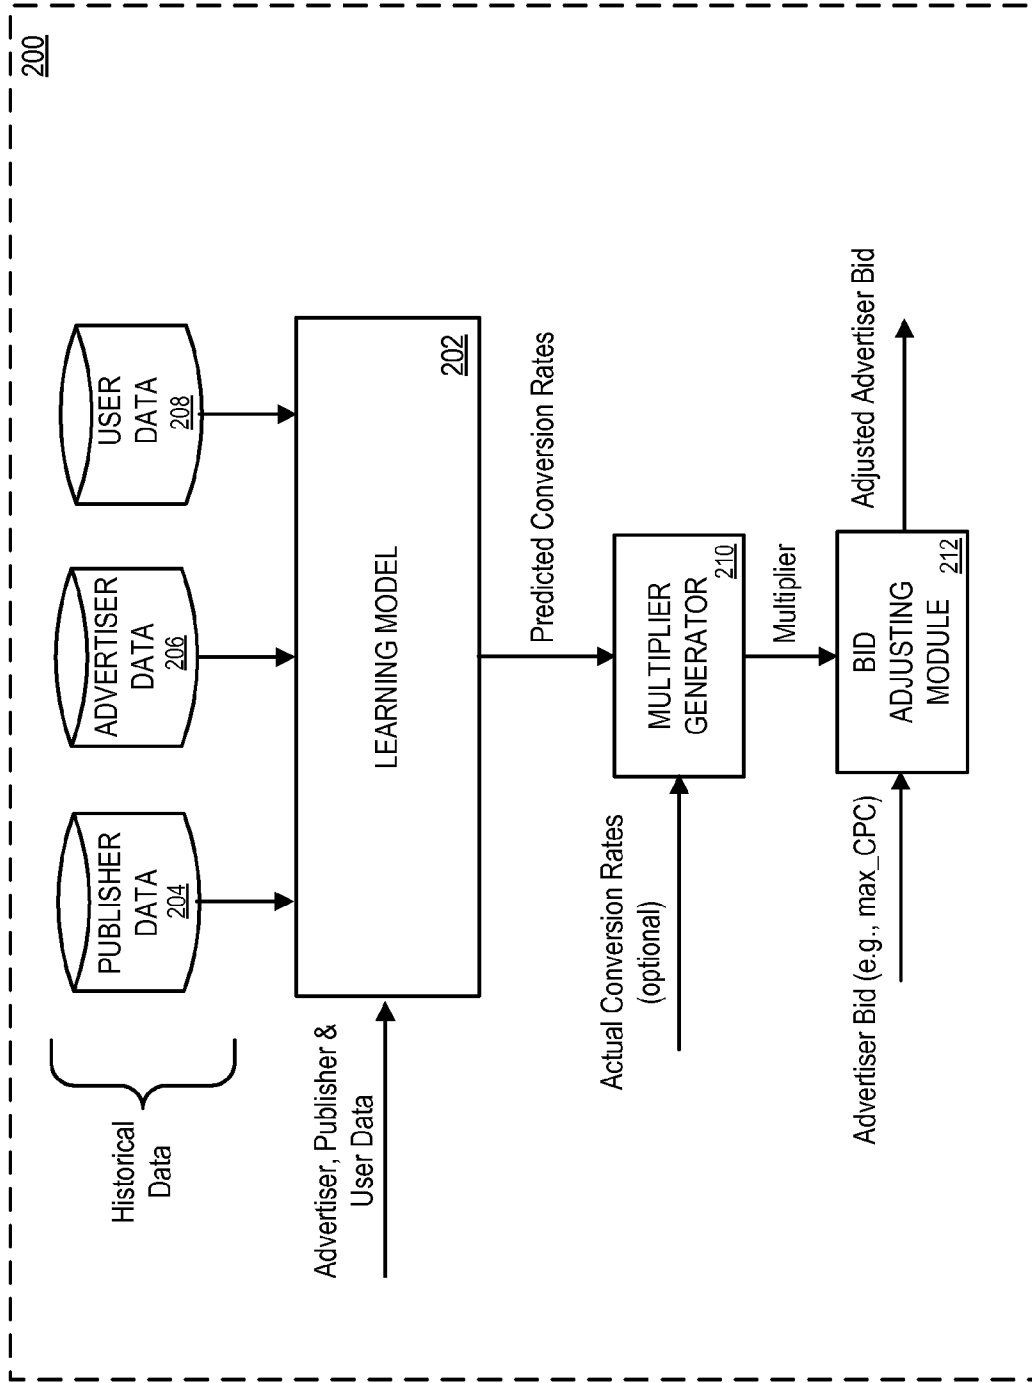 200
PUBLISHER
DATA
204
ADVERTISER
DATA
206
USER
DATA
208
Historical
Data
Advertiser, Publisher &
User Data
LEARNING MODEL
202
Predicted Conversion Rates
Actual Conversion Rates
(optional)
MULTIPLIER
GENERATOR
210
Multiplier
Advertiser Bid (e.g., max_CPC)
BID
ADJUSTING
MODULE
212
Adjusted Advertiser Bid